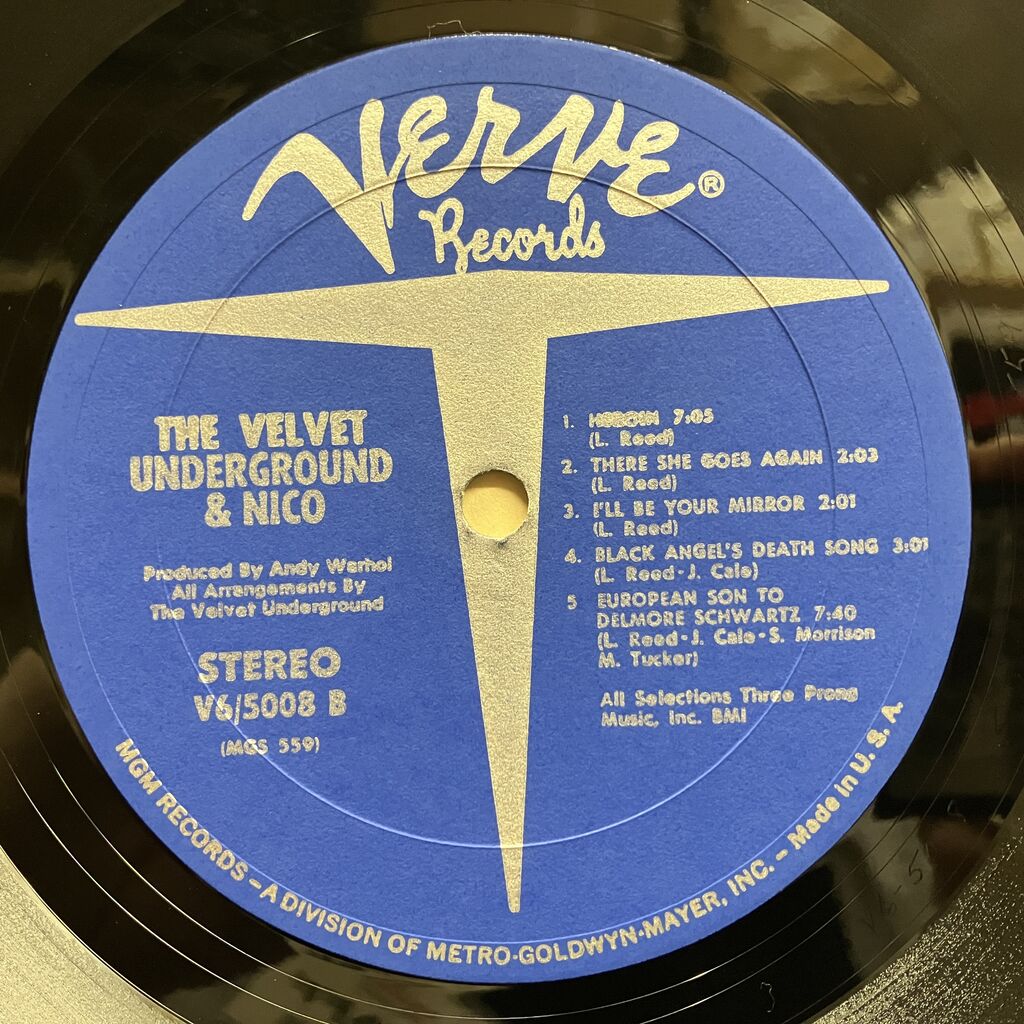 Verve ®
Records
THE VELVET
UNDERGROUND
& NICO
Produced By Andy Warhol
All Arrangements By
The Velvet Underground
STEREO
V6/5008 B
(MGS 559)
1. HEROIN 7:05
(L. Reed)
2. THERE SHE GOES AGAIN 2:03
(L. Reed)
3. I'LL BE YOUR MIRROR 2:01
(L. Reed)
4. BLACK ANGEL'S DEATH SONG 3:01
(L. Reed-J. Cale)
5 EUROPEAN SON TO
DELMORE SCHWARTZ 7:40
(L. Reed-J. Cale-S. Morrison
M. Tucker)
All Selections Three Prong
Music, Inc. BMI
MGM RECORDS – A DIVISION OF METRO-GOLDWYN-MAYER, INC. – Made in U. S. A.